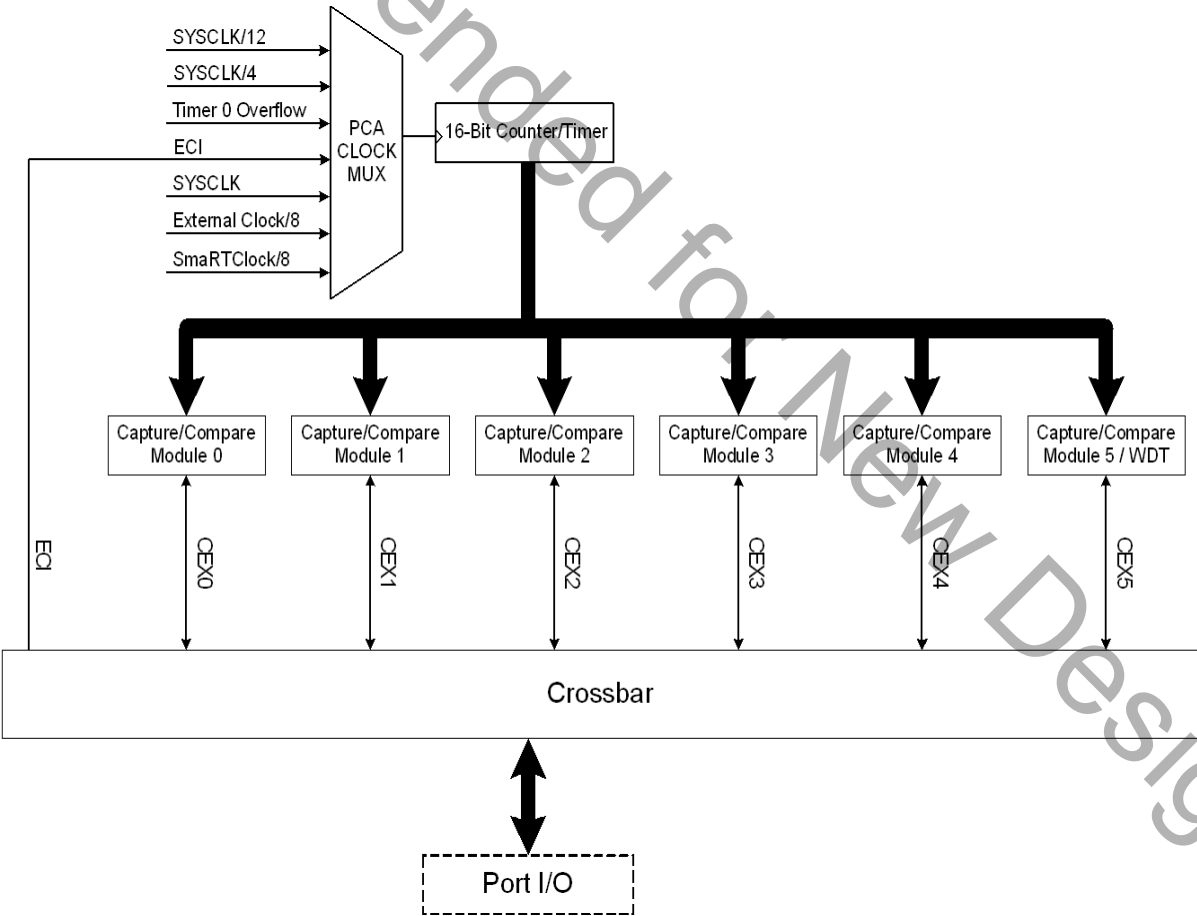 SYSCLK/12
SYSCLK/4
Timer 0 Overflow
ECI
SYSCLK
External Clock/8
SmaRTClock/8
PCA
CLOCK
MUX
16-Bit Counter/Timer
Capture/Compare
Module 0
Capture/Compare
Module 1
Capture/Compare
Module 2
Capture/Compare
Module 3
Capture/Compare
Module 4
Capture/Compare
Module 5 / WDT
ECI
CEX0
CEX1
CEX2
CEX3
CEX4
CEX5
Crossbar
Port I/O
for New